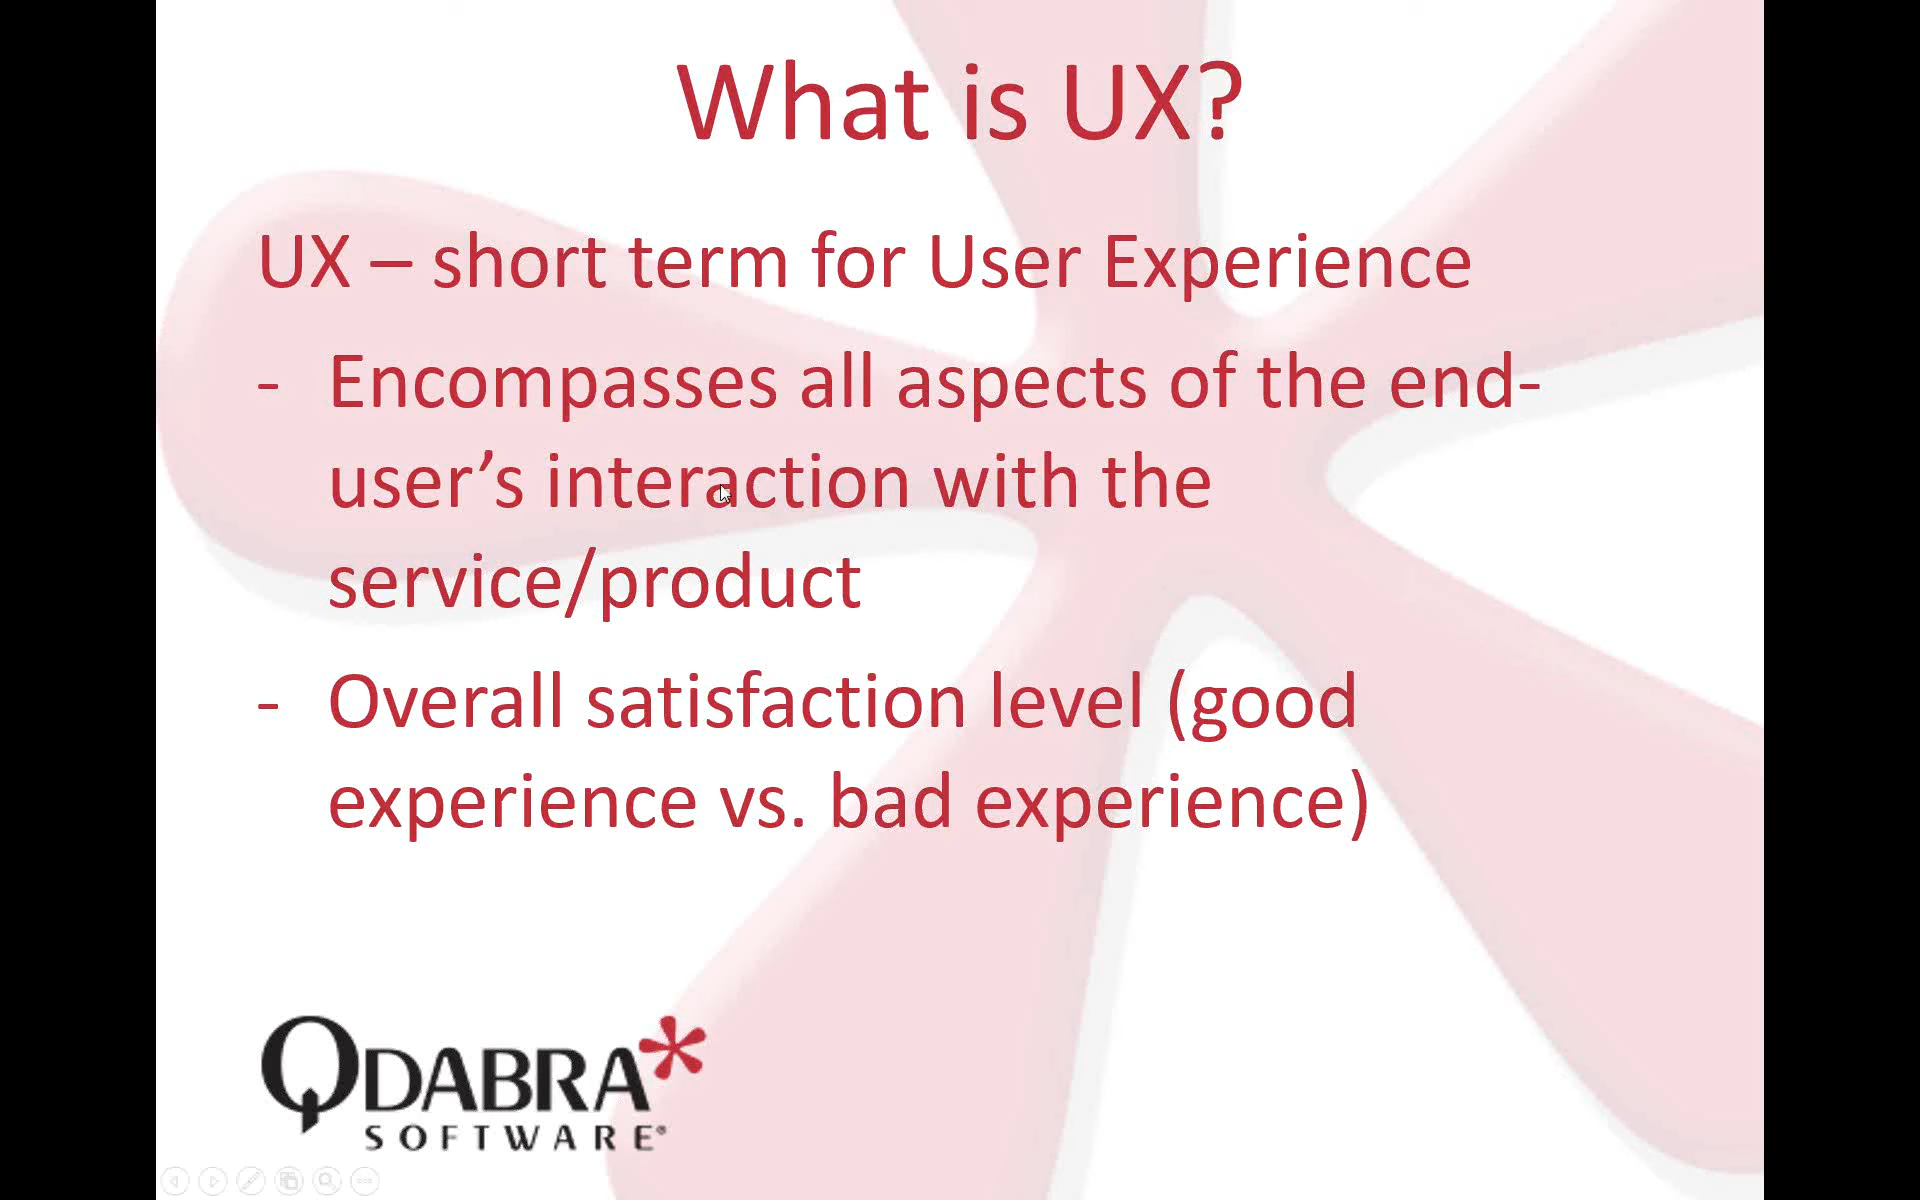 What is UX?
UX – short term for User Experience
- Encompasses all aspects of the end-
user’s interaction with the
service/product
- Overall satisfaction level (good
experience vs. bad experience)
QDABRA*
SOFTWARE®